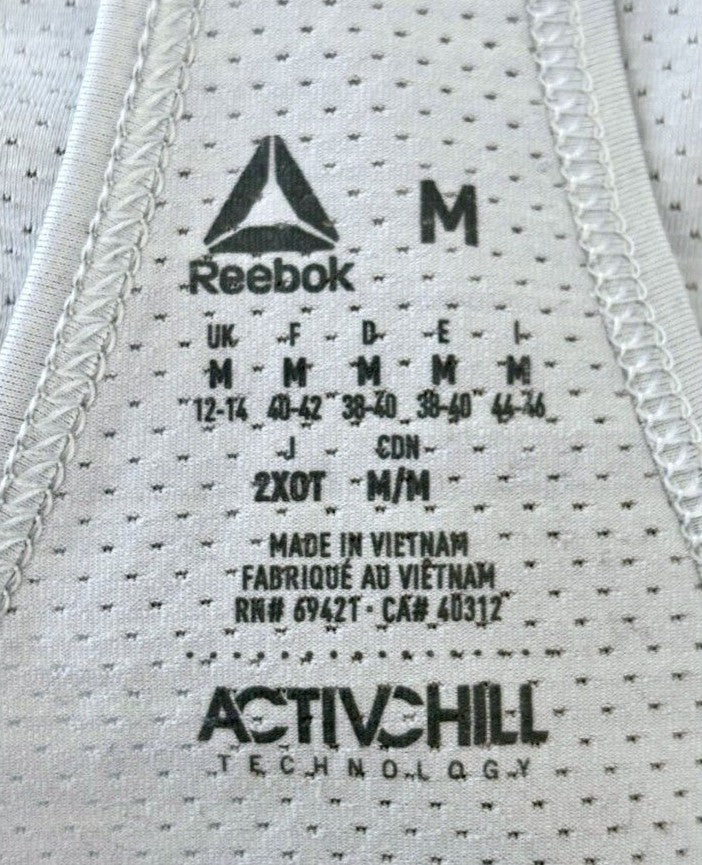 M
Reebok
UK F D E I
M M M M M
12-14 40-42 38-40 38-40 44-46
J CDN
2XOT M/M
MADE IN VIETNAM
FABRIQUÉ AU VIÊTNAM
RN# 69421 · CA# 40312
ACTIVCHILL
TECHNOLOGY